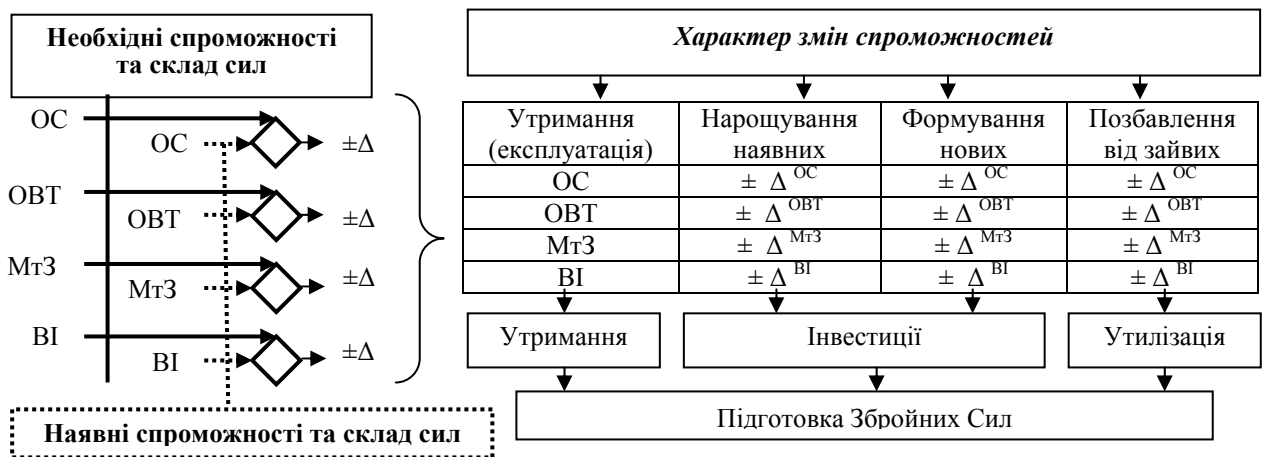 Необхідні спроможності
та склад сил
ОС
ОС
±Δ
ОВТ
ОВТ
±Δ
МтЗ
МтЗ
±Δ
ВІ
ВІ
±Δ
Наявні спроможності та склад сил
Характер змін спроможностей
Утримання (експлуатація) Нарощування наявних Формування нових Позбавлення від зайвих
ОС ± Δ ОС ± Δ ОС ± Δ ОС
ОВТ ± Δ ОВТ ± Δ ОВТ ± Δ ОВТ
МтЗ ± Δ МтЗ ± Δ МтЗ ± Δ МтЗ
ВІ ± Δ ВІ ± Δ ВІ ± Δ ВІ
Утримання Інвестиції Утилізація
Підготовка Збройних Сил